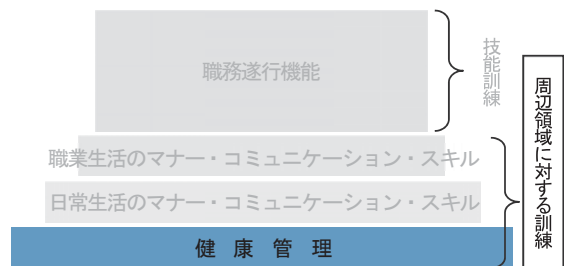 職務遂行機能
技能訓練
職業生活のマナー・コミュニケーション・スキル
日常生活のマナー・コミュニケーション・スキル
健康管理
周辺領域に対する訓練